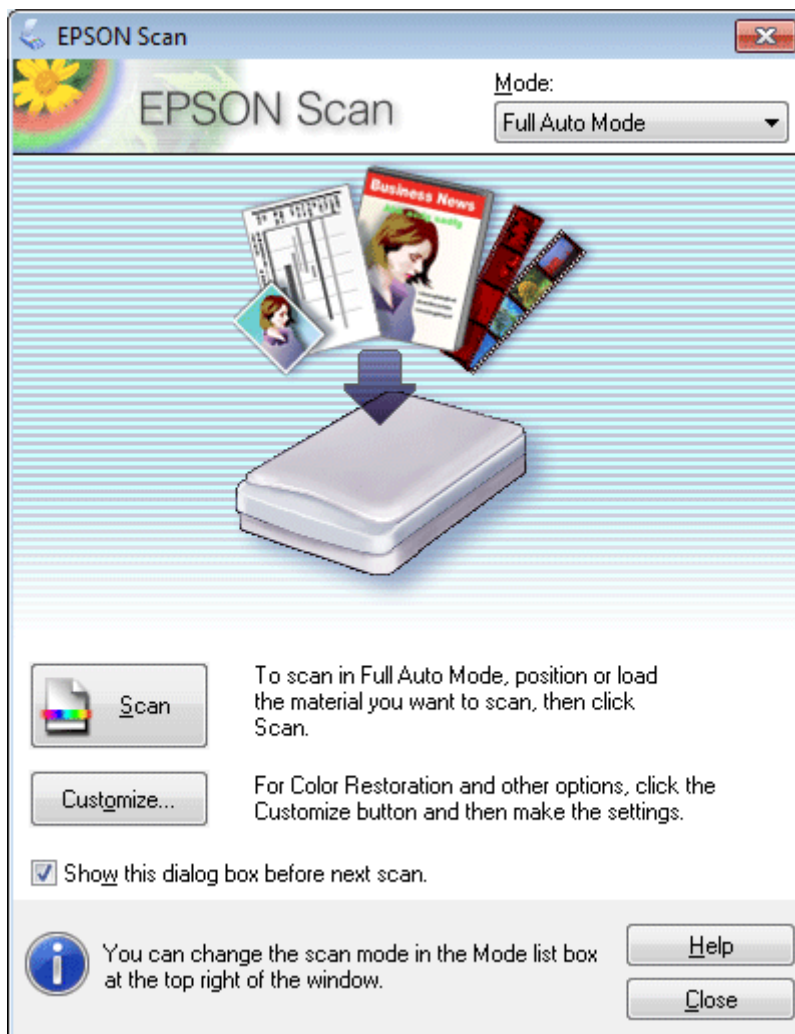 EPSON Scan
EPSON Scan
Mode:
Full Auto Mode
Business News
Scan
To scan in Full Auto Mode, position or load
the material you want to scan, then click
Scan.
Customize...
For Color Restoration and other options, click the
Customize button and then make the settings.
Show this dialog box before next scan.
You can change the scan mode in the Mode list box
at the top right of the window.
Help
Close